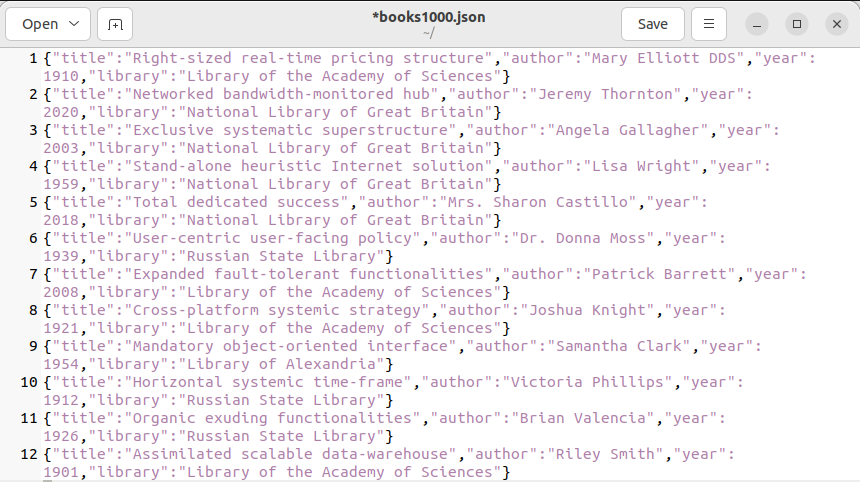 Open
*books1000.json
~/
Save
1 {"title":"Right-sized real-time pricing structure","author":"Mary Elliott DDS","year":
1910,"library":"Library of the Academy of Sciences"}
2 {"title":"Networked bandwidth-monitored hub","author":"Jeremy Thornton","year":
2020,"library":"National Library of Great Britain"}
3 {"title":"Exclusive systematic superstructure","author":"Angela Gallagher","year":
2003,"library":"National Library of Great Britain"}
4 {"title":"Stand-alone heuristic Internet solution","author":"Lisa Wright","year":
1959,"library":"National Library of Great Britain"}
5 {"title":"Total dedicated success","author":"Mrs. Sharon Castillo","year":
2018,"library":"National Library of Great Britain"}
6 {"title":"User-centric user-facing policy","author":"Dr. Donna Moss","year":
1939,"library":"Russian State Library"}
7 {"title":"Expanded fault-tolerant functionalities","author":"Patrick Barrett","year":
2008,"library":"Library of the Academy of Sciences"}
8 {"title":"Cross-platform systemic strategy","author":"Joshua Knight","year":
1921,"library":"Library of the Academy of Sciences"}
9 {"title":"Mandatory object-oriented interface","author":"Samantha Clark","year":
1954,"library":"Library of Alexandria"}
10 {"title":"Horizontal systemic time-frame","author":"Victoria Phillips","year":
1912,"library":"Russian State Library"}
11 {"title":"Organic exuding functionalities","author":"Brian Valencia","year":
1926,"library":"Russian State Library"}
12 {"title":"Assimilated scalable data-warehouse","author":"Riley Smith","year":
1901,"library":"Library of the Academy of Sciences"}